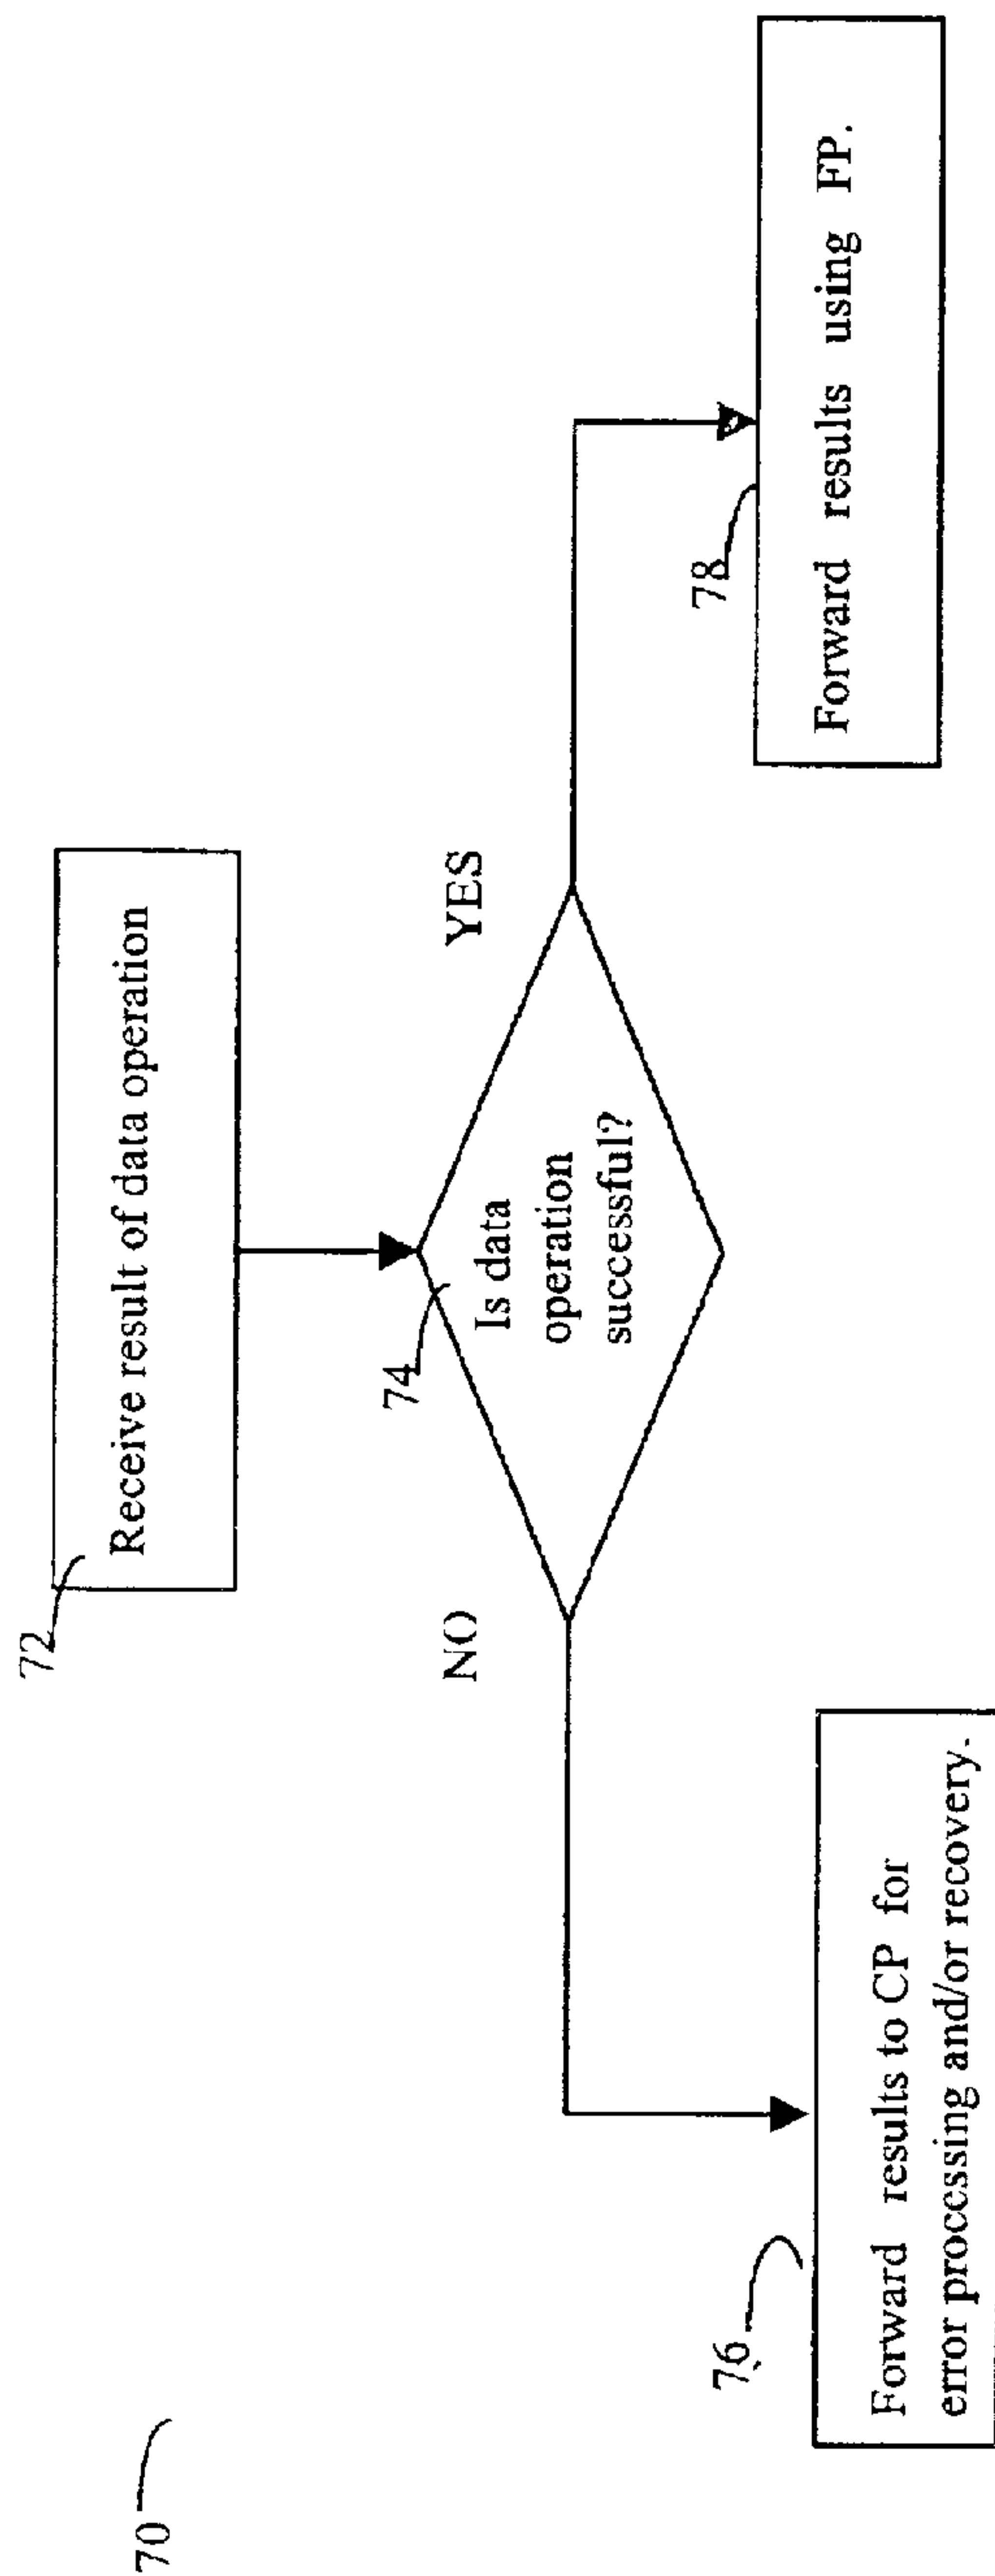 70
72
Receive result of data operation
74
Is data
operation
successful?
NO
YES
76
Forward results to CP for
error processing and/or recovery.
78
Forward results using FP.